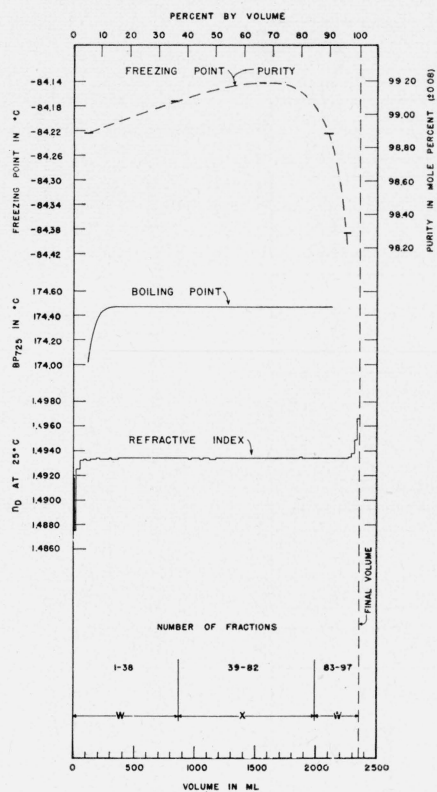 PERCENT BY VOLUME
0 10 20 30 40 50 60 70 80 90 100
FREEZING POINT PURITY
FREEZING POINT IN °C
-84.14
-84.18
-84.22
-84.26
-84.30
-84.34
-84.38
-84.42
99.20
99.00
98.80
98.60
98.40
98.20
PURITY IN MOLE PERCENT (±0.08)
BOILING POINT
BP725 IN °C
174.60
174.40
174.20
174.00
REFRACTIVE INDEX
nD AT 25°C
1.4980
1.4960
1.4940
1.4920
1.4900
1.4880
1.4860
FINAL VOLUME
NUMBER OF FRACTIONS
1-38 39-82 83-97
W X W
0 500 1000 1500 2000 2500
VOLUME IN ML